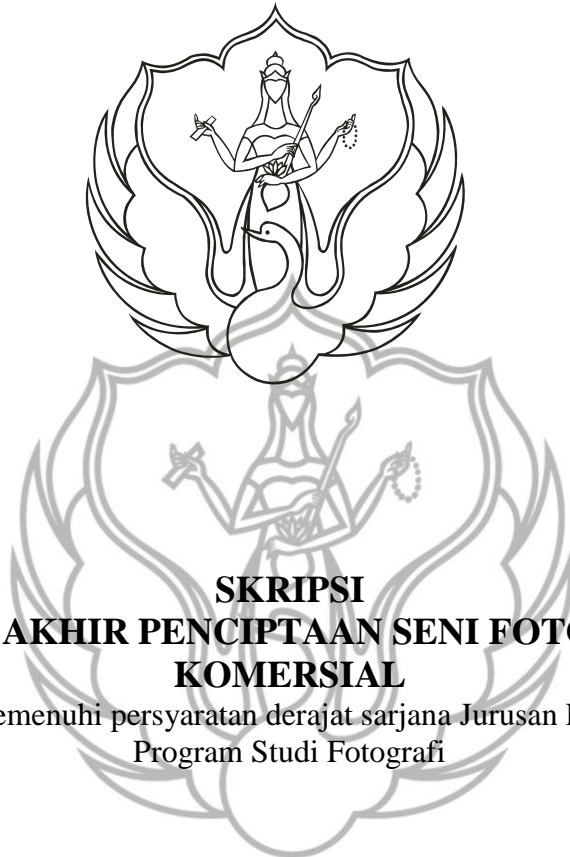 SKRIPSI
AKHIR PENCIPTAAN SENI
KOMERSIAL
persyaratan derajat sarjana Jurusan
Program Studi Fotografi